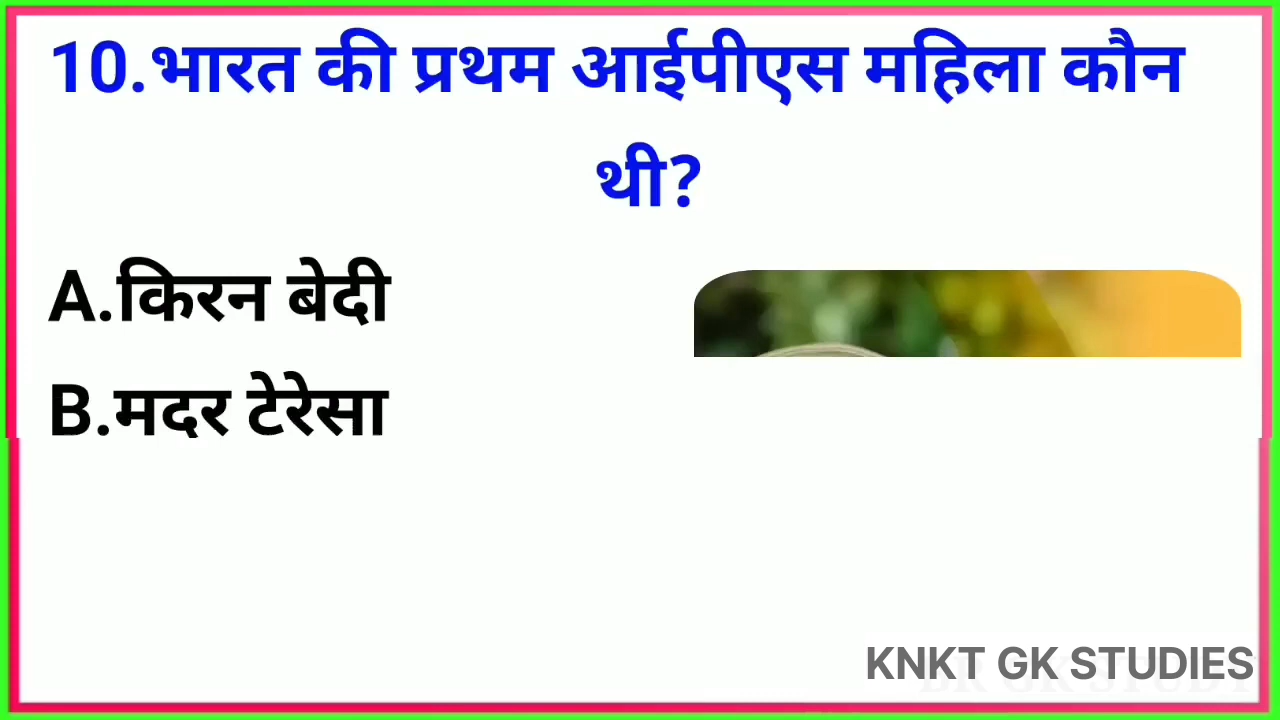 10.भारत की प्रथम आईपीएस महिला कौन
थी?
A.किरन बेदी
B.मदर टेरेसा
KNKT GK STUDIES